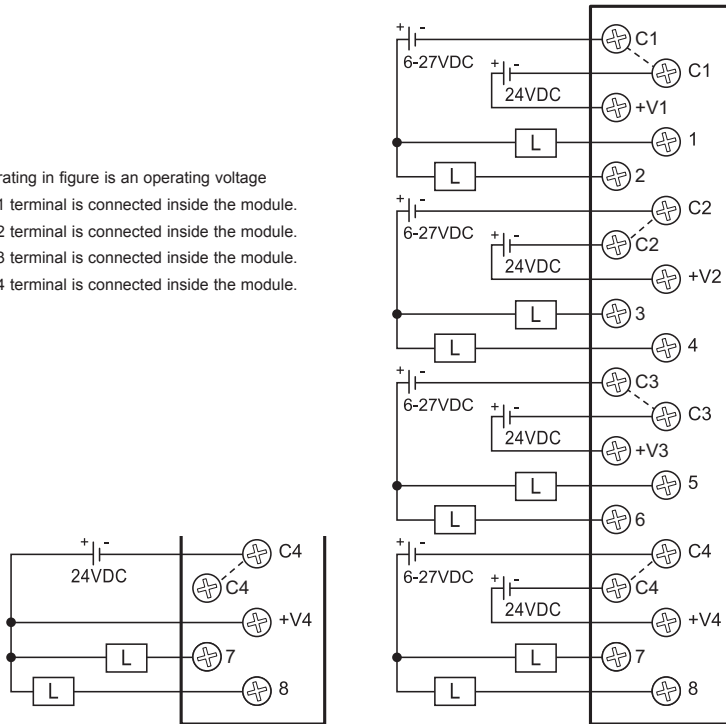 rating in figure is an operating voltage
1 terminal is connected inside the module.
2 terminal is connected inside the module.
3 terminal is connected inside the module.
4 terminal is connected inside the module.
+ -
24VDC
C4
C4
+V4
L
7
L
8
+ -
6-27VDC
C1
+ -
24VDC
C1
+V1
L
1
L
2
+ -
6-27VDC
C2
+ -
24VDC
C2
+V2
L
3
L
4
+ -
6-27VDC
C3
+ -
24VDC
C3
+V3
L
5
L
6
+ -
6-27VDC
C4
+ -
24VDC
C4
+V4
L
7
L
8